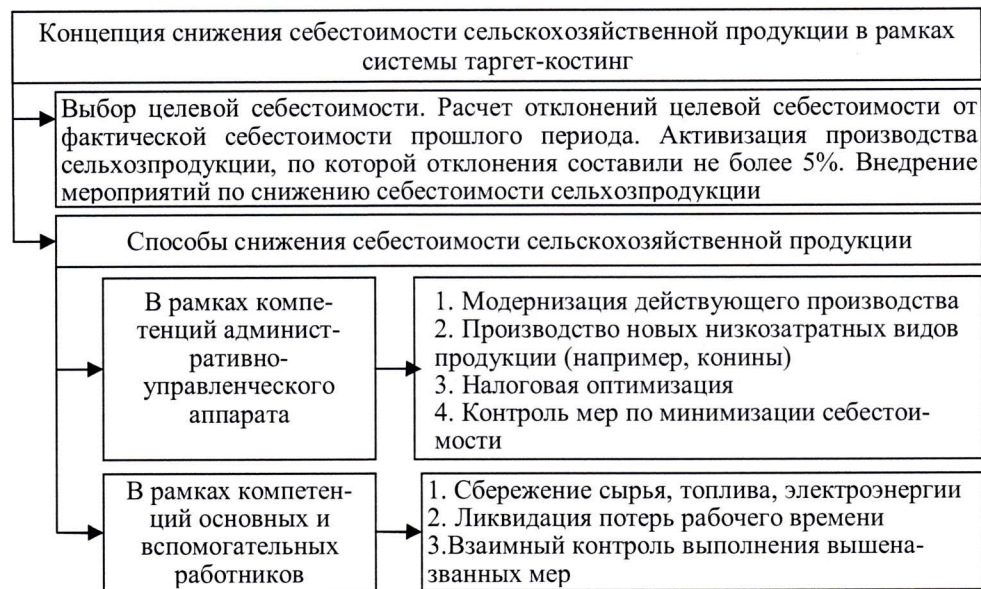 Концепция снижения себестоимости сельскохозяйственной продукции в рамках
системы таргет-костинг
Выбор целевой себестоимости. Расчет отклонений целевой себестоимости от
фактической себестоимости прошлого периода. Активизация производства
сельхозпродукции, по которой отклонения составили не более 5%. Внедрение
мероприятий по снижению себестоимости сельхозпродукции
Способы снижения себестоимости сельскохозяйственной продукции
В рамках компе-
тенций админист-
ративно-
управленческого
аппарата
1. Модернизация действующего производства
2. Производство новых низкозатратных видов
продукции (например, конины)
3. Налоговая оптимизация
4. Контроль мер по минимизации себестои-
мости
В рамках компетен-
ций основных и
вспомогательных
работников
1. Сбережение сырья, топлива, электроэнергии
2. Ликвидация потерь рабочего времени
3.Взаимный контроль выполнения вышена-
званных мер